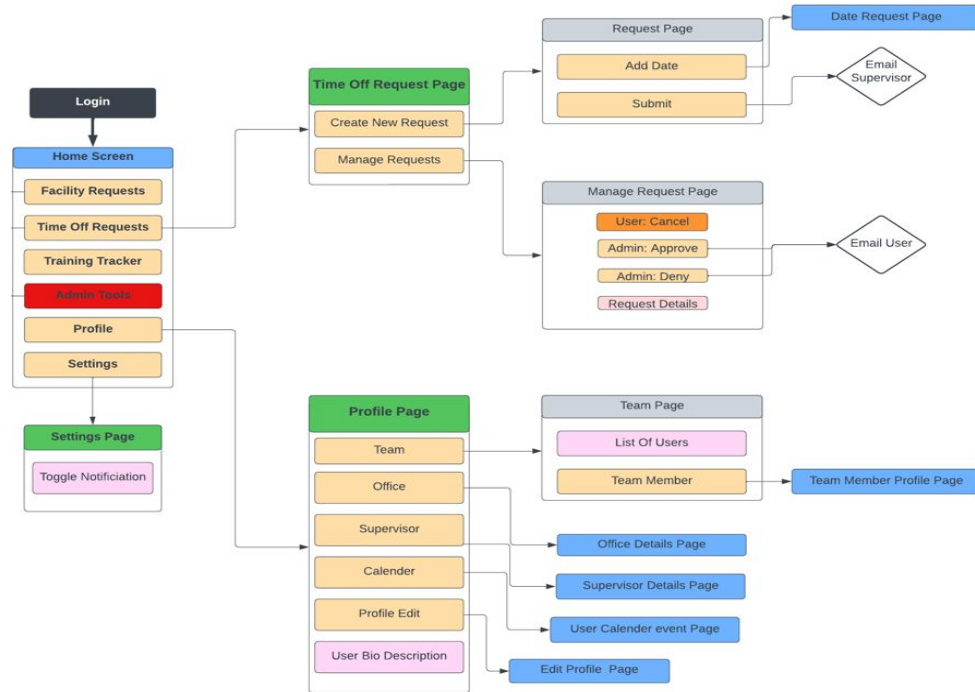 Login
Home Screen
Facility Requests
Time Off Requests
Training Tracker
Admin Tools
Profile
Settings
Settings Page
Toggle Notificiation
Time Off Request Page
Create New Request
Manage Requests
Request Page
Add Date
Submit
Date Request Page
Email
Supervisor
Manage Request Page
User: Cancel
Admin: Approve
Admin: Deny
Request Details
Email User
Profile Page
Team
Office
Supervisor
Calender
Profile Edit
User Bio Description
Team Page
List Of Users
Team Member
Team Member Profile Page
Office Details Page
Supervisor Details Page
User Calender event Page
Edit Profile Page